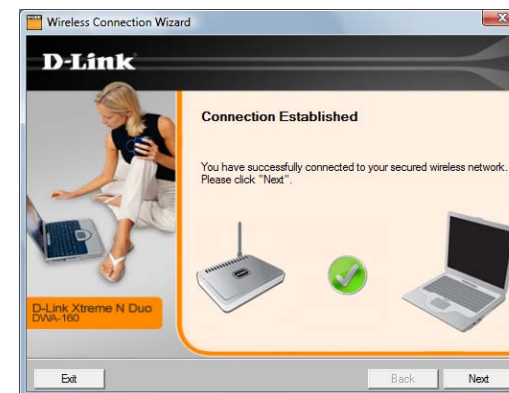 Wireless Connection Wizard
D-Link
Connection Established
You have successfully connected to your secured wireless network.
Please click "Next".
D-Link Xtreme N Duo
DWA-160
Exit
Back
Next